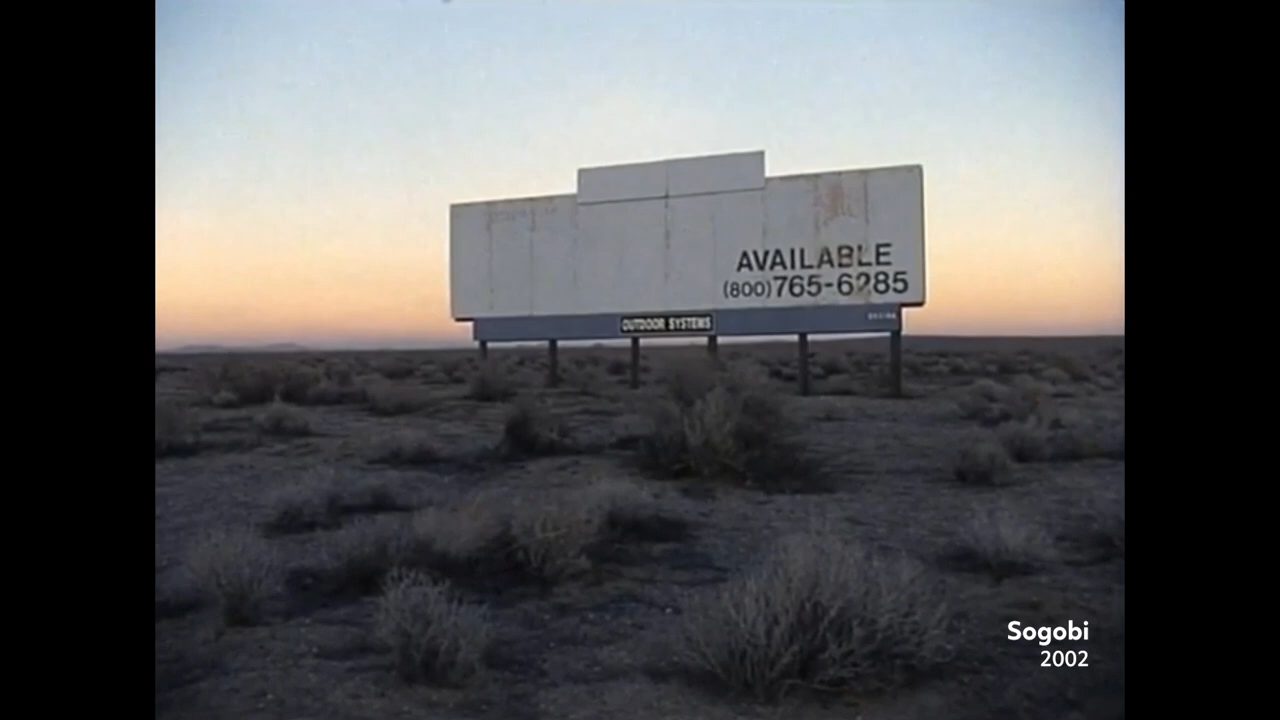 AVAILABLE
(800)765-6285
OUTDOOR SYSTEMS
Sogobi
2002